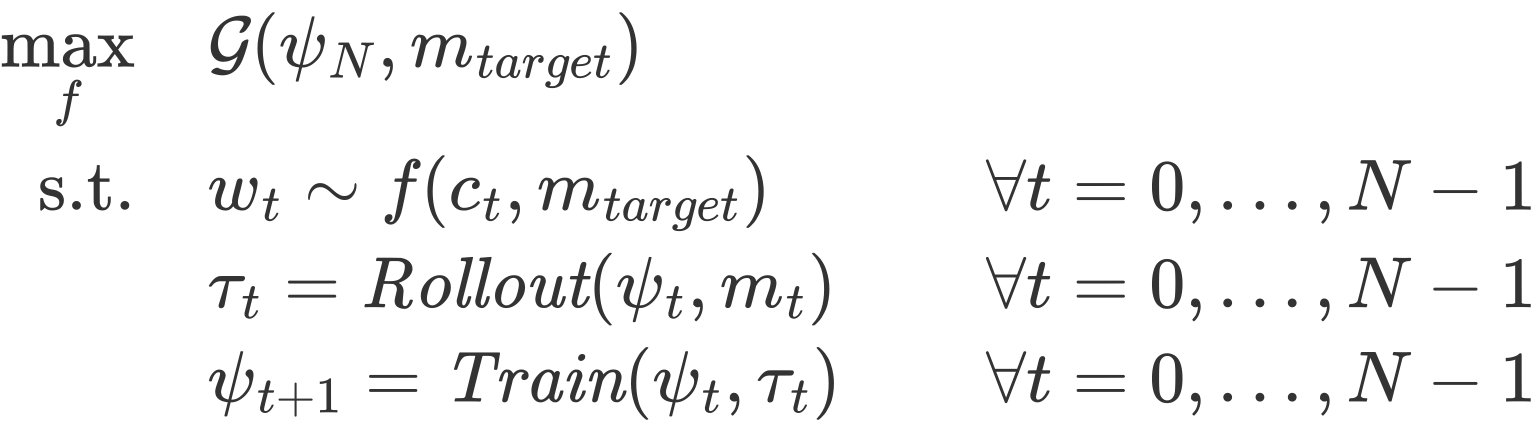 max_f 𝒢(ψ_N, m_target)
s.t. w_t ∼ f(c_t, m_target) ∀t = 0, . . . , N − 1
τ_t = Rollout(ψ_t, m_t) ∀t = 0, . . . , N − 1
ψ_{t+1} = Train(ψ_t, τ_t) ∀t = 0, . . . , N − 1